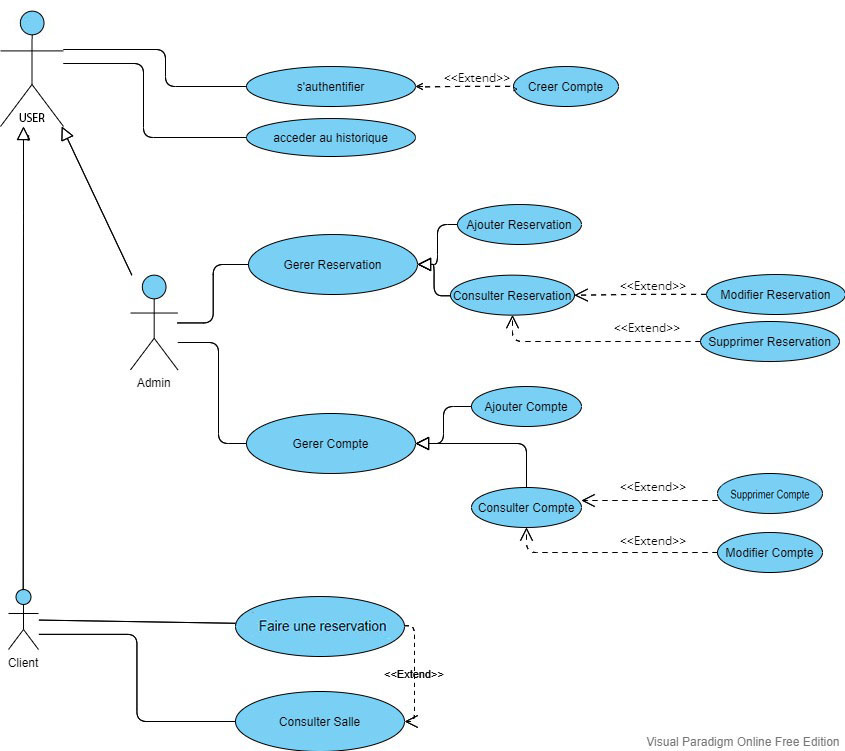 USER
s'authentifier
<<Extend>>
Creer Compte
acceder au historique
Ajouter Reservation
Gerer Reservation
Consulter Reservation
<<Extend>>
Modifier Reservation
<<Extend>>
Supprimer Reservation
Admin
Ajouter Compte
Gerer Compte
<<Extend>>
Supprimer Compte
Consulter Compte
<<Extend>>
Modifier Compte
Faire une reservation
Client
<<Extend>>
Consulter Salle
Visual Paradigm Online Free Edition